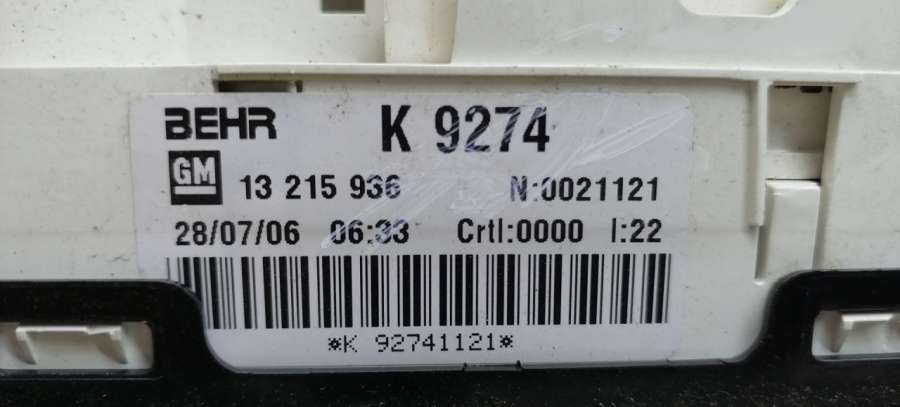 BEHR K 9274
GM 13 215 936 N:0021121
28/07/06 06:33 Crtl:0000 I:22
*K 92741121*